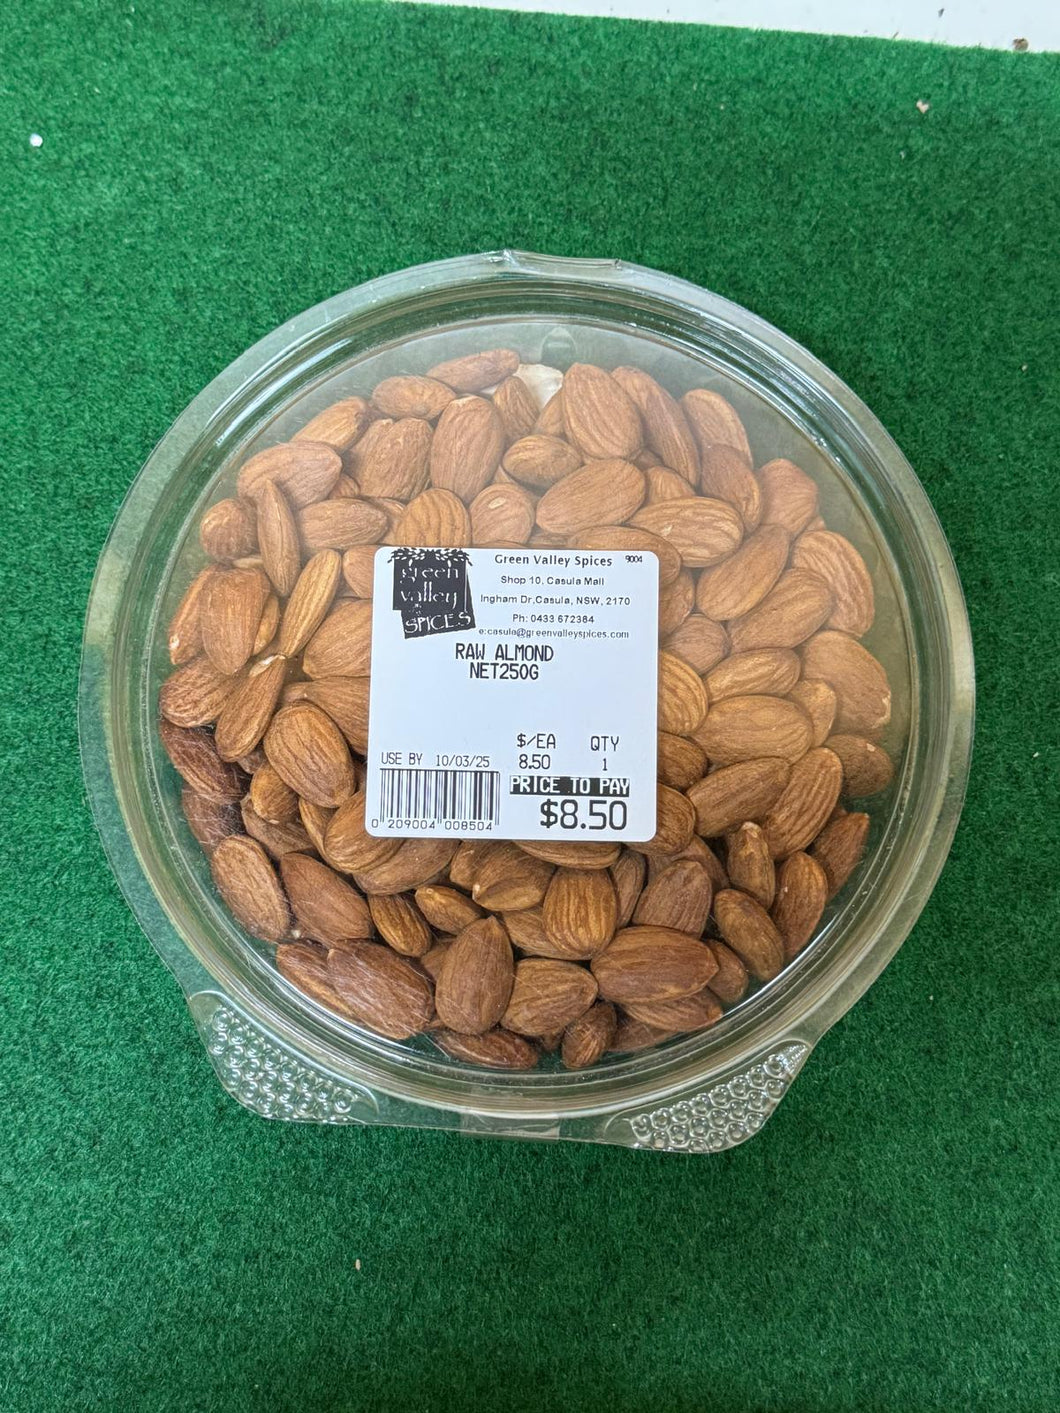 green
valley
SPICES
Green Valley Spices 9004
Shop 10, Casula Mall
Ingham Dr,Casula, NSW, 2170
Ph: 0433 672384
e:casula@greenvalleyspices.com
RAW ALMOND
NET250G
$/EA QTY
USE BY 10/03/25 8.50 1
PRICE TO PAY
$8.50
0 209004 008504